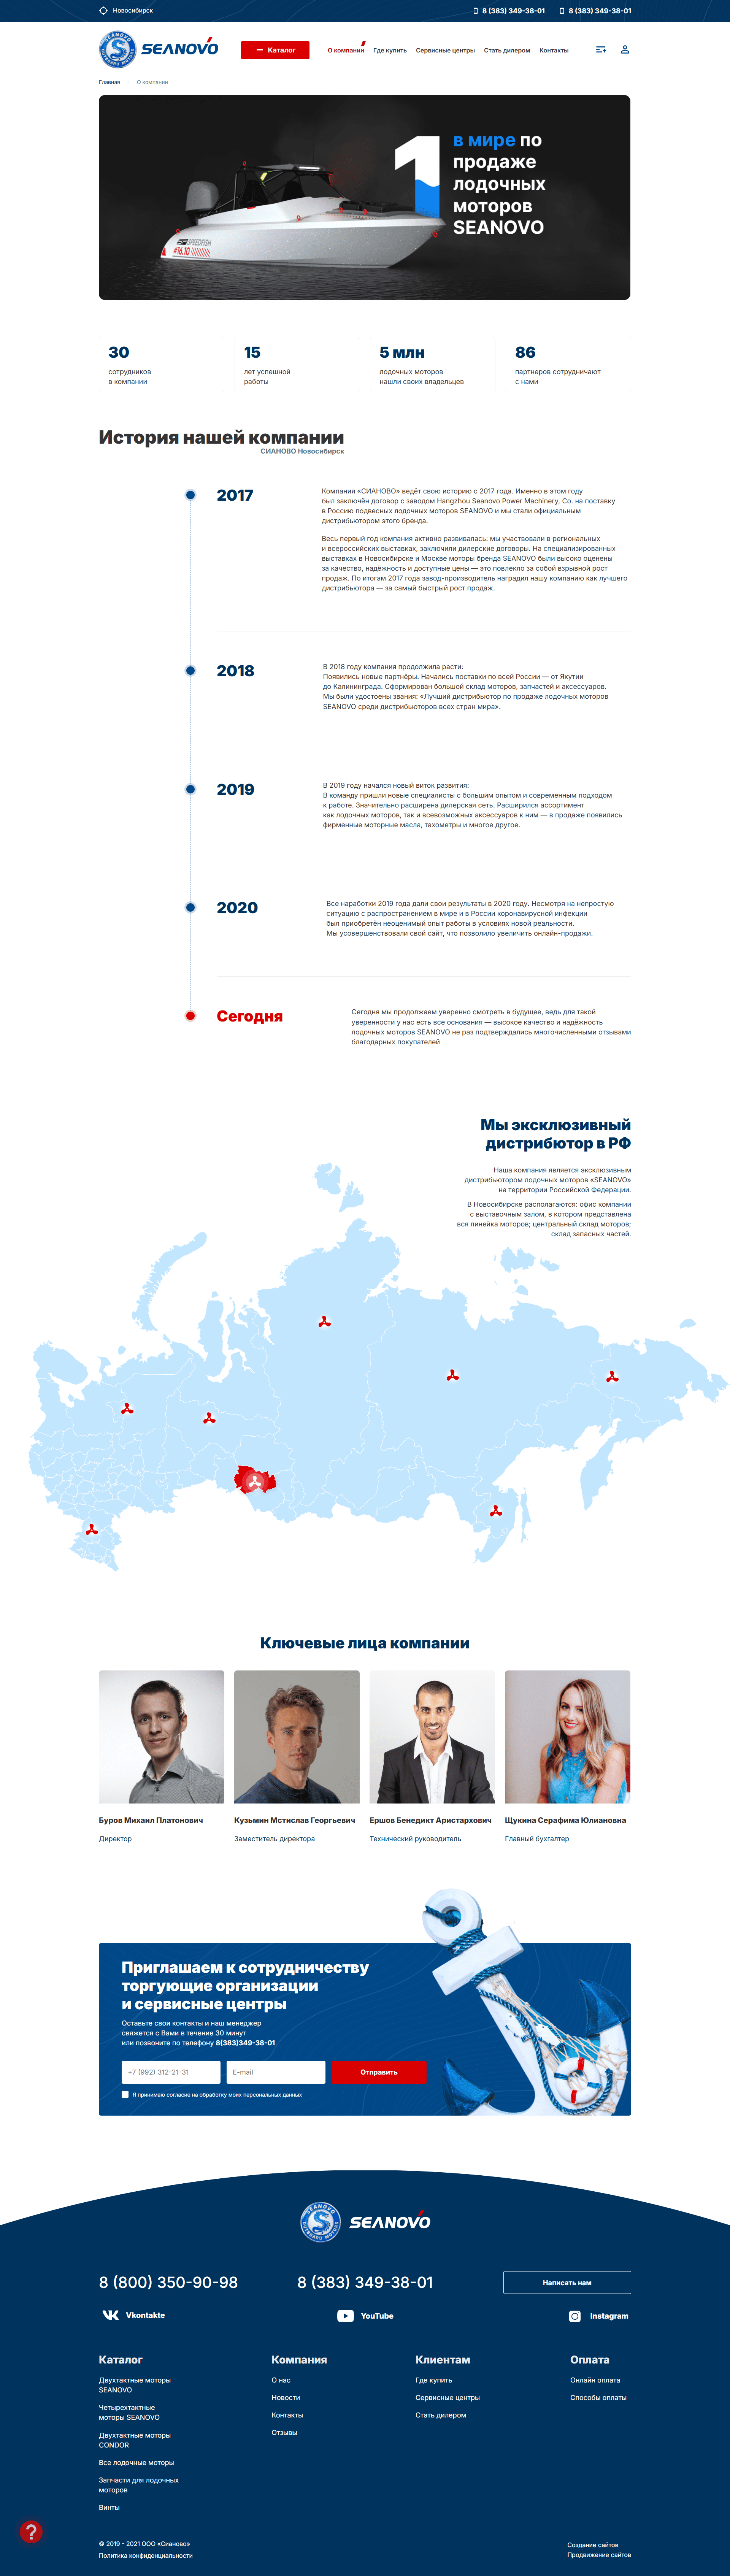 Новосибирск
8 (383) 349-38-01
8 (383) 349-38-01
SEANOVO OUTBOARD MOTORS
SEANOVO
Каталог
О компании
Где купить
Сервисные центры
Стать дилером
Контакты
Главная
О компании
1
в мире по
продаже
лодочных
моторов
SEANOVO
#16.10
30
сотрудников
в компании
15
лет успешной
работы
5 млн
лодочных моторов
нашли своих владельцев
86
партнеров сотрудничают
с нами
История нашей компании
СИАНОВО Новосибирск
2017
Компания «СИАНОВО» ведёт свою историю с 2017 года. Именно в этом году
был заключён договор с заводом Hangzhou Seanovo Power Machinery, Co. на поставку
в Россию подвесных лодочных моторов SEANOVO и мы стали официальным
дистрибьютором этого бренда.
Весь первый год компания активно развивалась: мы участвовали в региональных
и всероссийских выставках, заключили дилерские договоры. На специализированных
выставках в Новосибирске и Москве моторы бренда SEANOVO были высоко оценены
за качество, надёжность и доступные цены — это повлекло за собой взрывной рост
продаж. По итогам 2017 года завод-производитель наградил нашу компанию как лучшего
дистрибьютора — за самый быстрый рост продаж.
2018
В 2018 году компания продолжила расти:
Появились новые партнёры. Начались поставки по всей России — от Якутии
до Калининграда. Сформирован большой склад моторов, запчастей и аксессуаров.
Мы были удостоены звания: «Лучший дистрибьютор по продаже лодочных моторов
SEANOVO среди дистрибьюторов всех стран мира».
2019
В 2019 году начался новый виток развития:
В команду пришли новые специалисты с большим опытом и современным подходом
к работе. Значительно расширена дилерская сеть. Расширился ассортимент
как лодочных моторов, так и всевозможных аксессуаров к ним — в продаже появились
фирменные моторные масла, тахометры и многое другое.
2020
Все наработки 2019 года дали свои результаты в 2020 году. Несмотря на непростую
ситуацию с распространением в мире и в России коронавирусной инфекции
был приобретён неоценимый опыт работы в условиях новой реальности.
Мы усовершенствовали свой сайт, что позволило увеличить онлайн-продажи.
Сегодня
Сегодня мы продолжаем уверенно смотреть в будущее, ведь для такой
уверенности у нас есть все основания — высокое качество и надёжность
лодочных моторов SEANOVO не раз подтверждались многочисленными отзывами
благодарных покупателей
Мы эксклюзивный
дистрибютор в РФ
Наша компания является эксклюзивным
дистрибьютором лодочных моторов «SEANOVO»
на территории Российской Федерации.
В Новосибирске располагаются: офис компании
с выставочным залом, в котором представлена
вся линейка моторов; центральный склад моторов;
склад запасных частей.
Ключевые лица компании
Буров Михаил Платонович
Директор
Кузьмин Мстислав Георгьевич
Заместитель директора
Ершов Бенедикт Аристархович
Технический руководитель
Щукина Серафима Юлиановна
Главный бухгалтер
Приглашаем к сотрудничеству
торгующие организации
и сервисные центры
Оставьте свои контакты и наш менеджер
свяжется с Вами в течение 30 минут
или позвоните по телефону 8(383)349-38-01
+7 (992) 312-21-31
E-mail
Отправить
Я принимаю согласие на обработку моих персональных данных
SEANOVO OUTBOARD MOTORS
SEANOVO
8 (800) 350-90-98
8 (383) 349-38-01
Написать нам
Vkontakte
YouTube
Instagram
Каталог
Двухтактные моторы
SEANOVO
Четырехтактные
моторы SEANOVO
Двухтактные моторы
CONDOR
Все лодочные моторы
Запчасти для лодочных
моторов
Винты
Компания
О нас
Новости
Контакты
Отзывы
Клиентам
Где купить
Сервисные центры
Стать дилером
Оплата
Онлайн оплата
Способы оплаты
?
© 2019 - 2021 ООО «Сианово»
Политика конфиденциальности
Создание сайтов
Продвижение сайтов